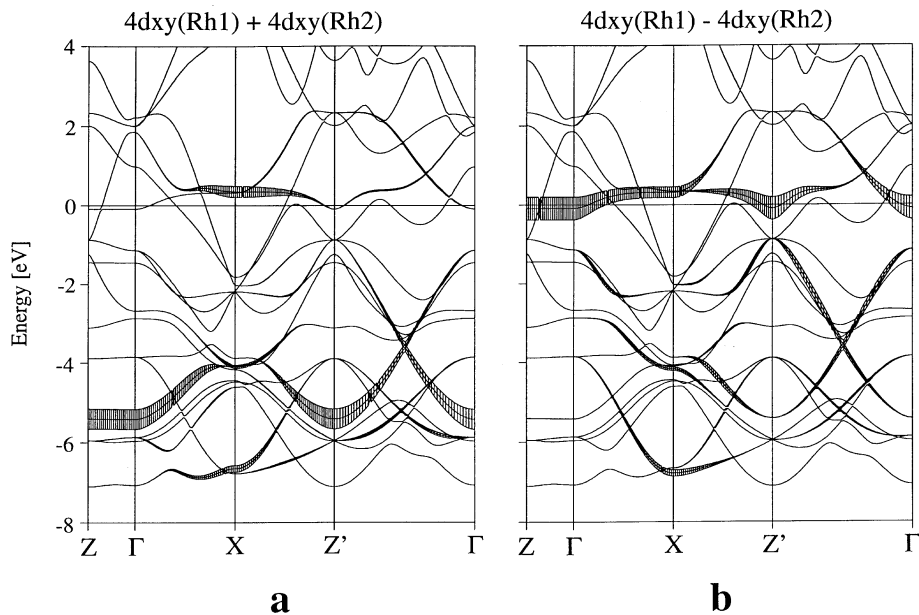 4dxy(Rh1) + 4dxy(Rh2)
4dxy(Rh1) - 4dxy(Rh2)
4
2
0
-2
-4
-6
-8
Energy [eV]
Z Γ X Z' Γ
Z Γ X Z' Γ
a
b